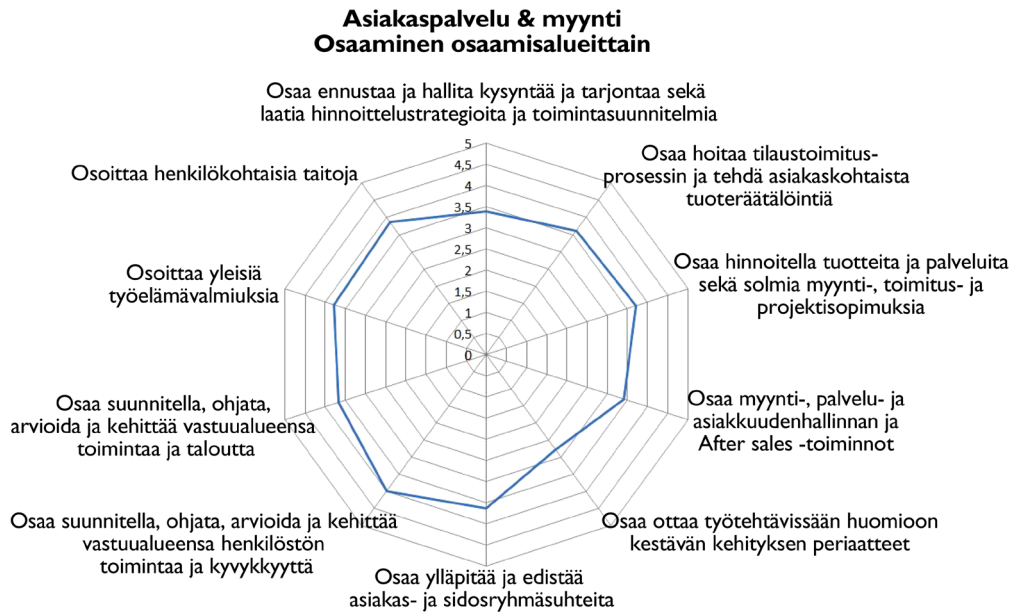 Asiakaspalvelu & myynti
Osaaminen osaamisalueittain
Osaa ennustaa ja hallita kysyntää ja tarjontaa sekä
laatia hinnoittelustrategioita ja toimintasuunnitelmia
Osaa hoitaa tilaustoimitus-
prosessin ja tehdä asiakaskohtaista
tuoteräätälöintiä
Osaa hinnoitella tuotteita ja palveluita
sekä solmia myynti-, toimitus- ja
projektisopimuksia
Osaa myynti-, palvelu- ja
asiakkuudenhallinnan ja
After sales -toiminnot
Osaa ottaa työtehtävissään huomioon
kestävän kehityksen periaatteet
Osaa ylläpitää ja edistää
asiakas- ja sidosryhmäsuhteita
Osaa suunnitella, ohjata, arvioida ja kehittää
vastuualueensa henkilöstön
toimintaa ja kyvykkyyttä
Osaa suunnitella, ohjata,
arvioida ja kehittää vastuualueensa
toimintaa ja taloutta
Osoittaa yleisiä
työelämävalmiuksia
Osoittaa henkilökohtaisia taitoja
5
4,5
4
3,5
3
2,5
2
1,5
1
0,5
0